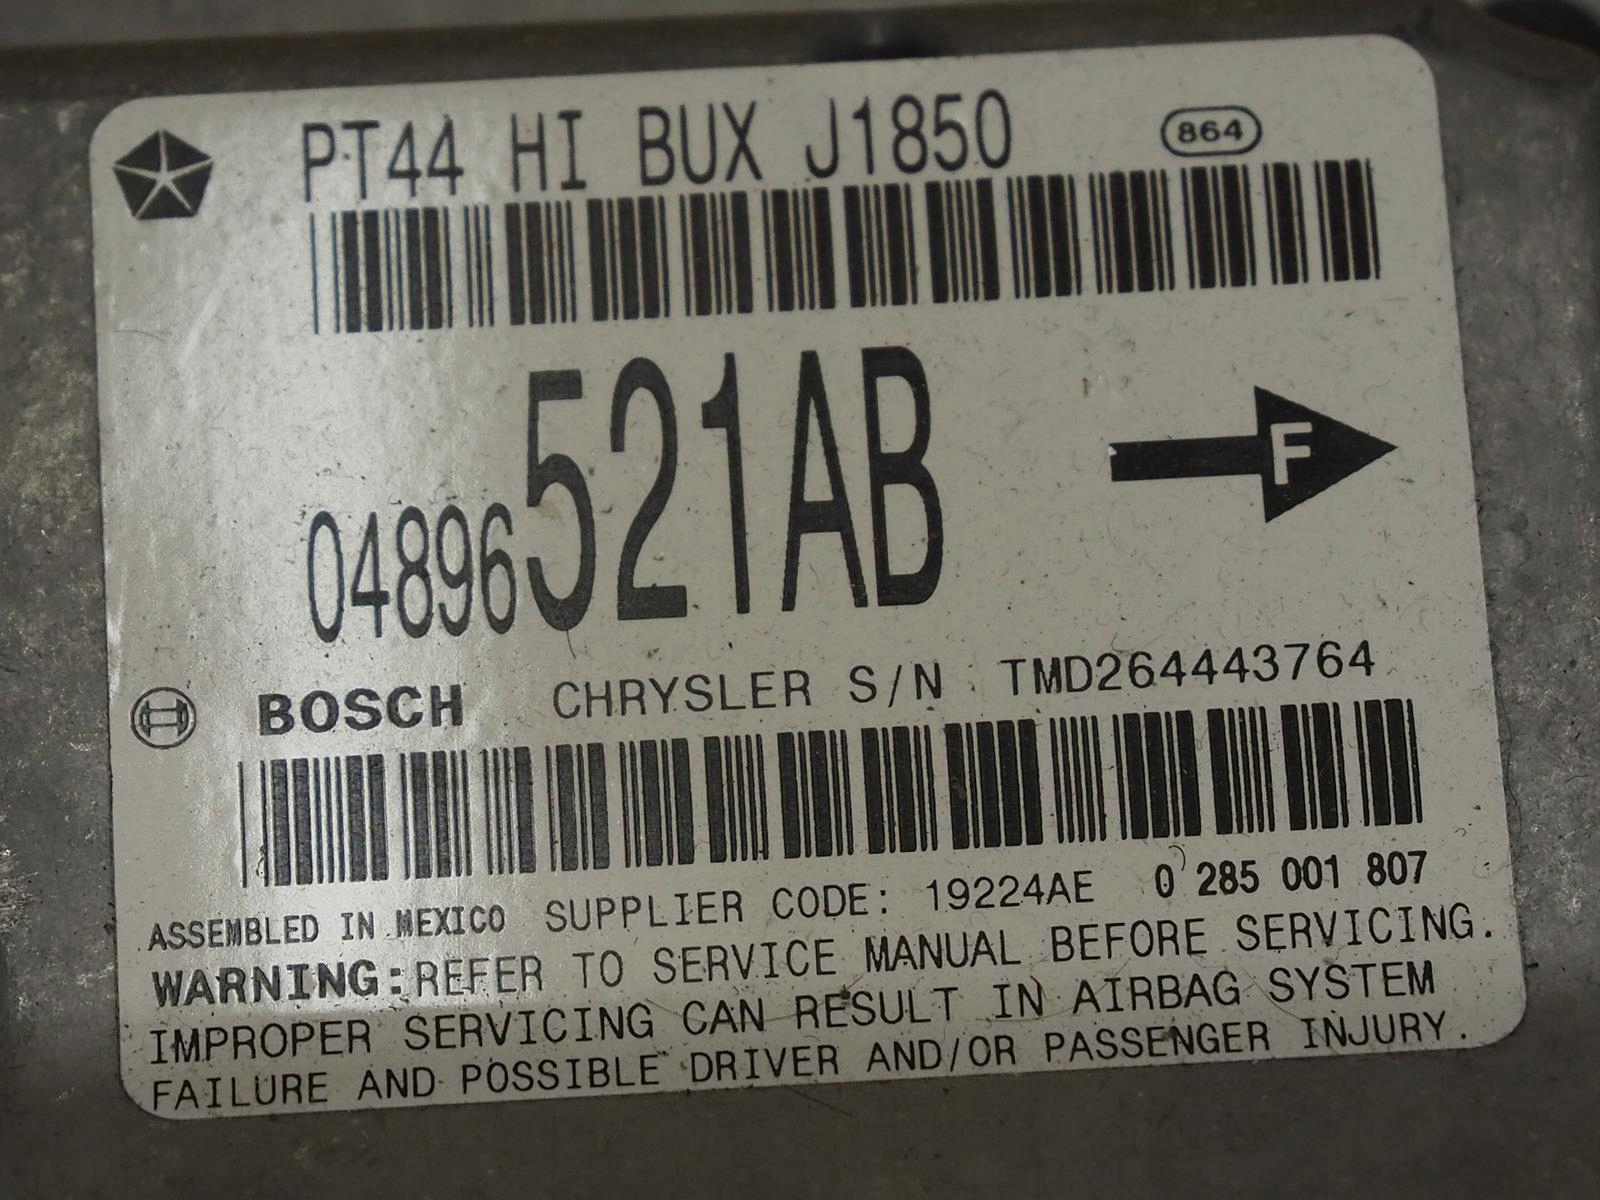 PT44 HI BUX J1850 864
04896521AB F
BOSCH CHRYSLER S/N TMD264443764
ASSEMBLED IN MEXICO SUPPLIER CODE: 19224AE 0 285 001 807
WARNING: REFER TO SERVICE MANUAL BEFORE SERVICING.
IMPROPER SERVICING CAN RESULT IN AIRBAG SYSTEM
FAILURE AND POSSIBLE DRIVER AND/OR PASSENGER INJURY.